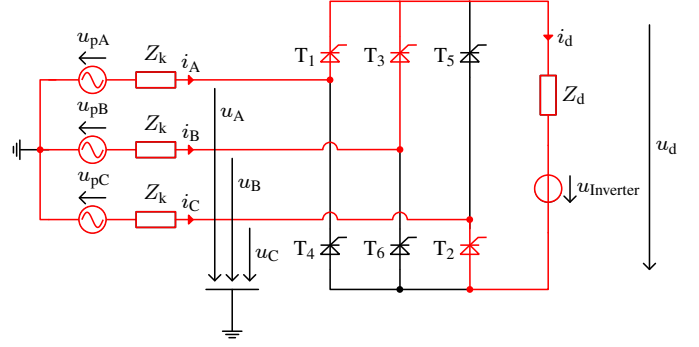 u_pA Z_k i_A T_1 T_3 T_5 i_d
u_A Z_d
u_pB Z_k i_B u_d
u_B u_Inverter
u_pC Z_k i_C
u_C T_4 T_6 T_2